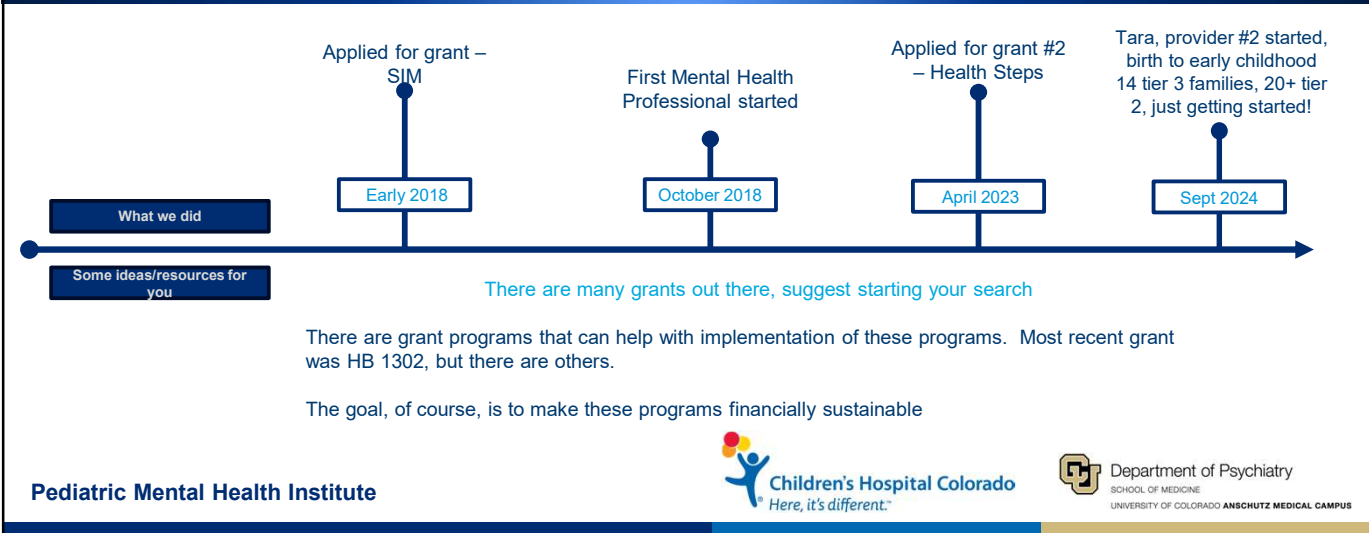 Applied for grant –
SIM
First Mental Health
Professional started
Applied for grant #2
– Health Steps
Tara, provider #2 started,
birth to early childhood
14 tier 3 families, 20+ tier
2, just getting started!
Early 2018
October 2018
April 2023
Sept 2024
What we did
Some ideas/resources for
you
There are many grants out there, suggest starting your search
There are grant programs that can help with implementation of these programs.  Most recent grant
was HB 1302, but there are others.
The goal, of course, is to make these programs financially sustainable
Pediatric Mental Health Institute
Children's Hospital Colorado
Here, it's different.™
Department of Psychiatry
SCHOOL OF MEDICINE
UNIVERSITY OF COLORADO ANSCHUTZ MEDICAL CAMPUS